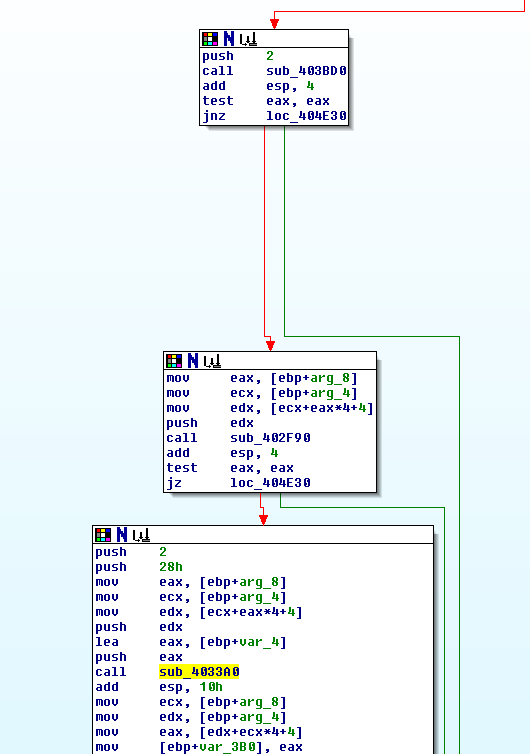 N
push 2
call sub_403BD0
add esp, 4
test eax, eax
jnz loc_404E30
N
mov eax, [ebp+arg_8]
mov ecx, [ebp+arg_4]
mov edx, [ecx+eax*4+4]
push edx
call sub_402F90
add esp, 4
test eax, eax
jz loc_404E30
N
push 2
push 28h
mov eax, [ebp+arg_8]
mov ecx, [ebp+arg_4]
mov edx, [ecx+eax*4+4]
push edx
lea eax, [ebp+var_4]
push eax
call sub_4033A0
add esp, 10h
mov ecx, [ebp+arg_8]
mov edx, [ebp+arg_4]
mov eax, [edx+ecx*4+4]
mov [ebp+var_3B0], eax